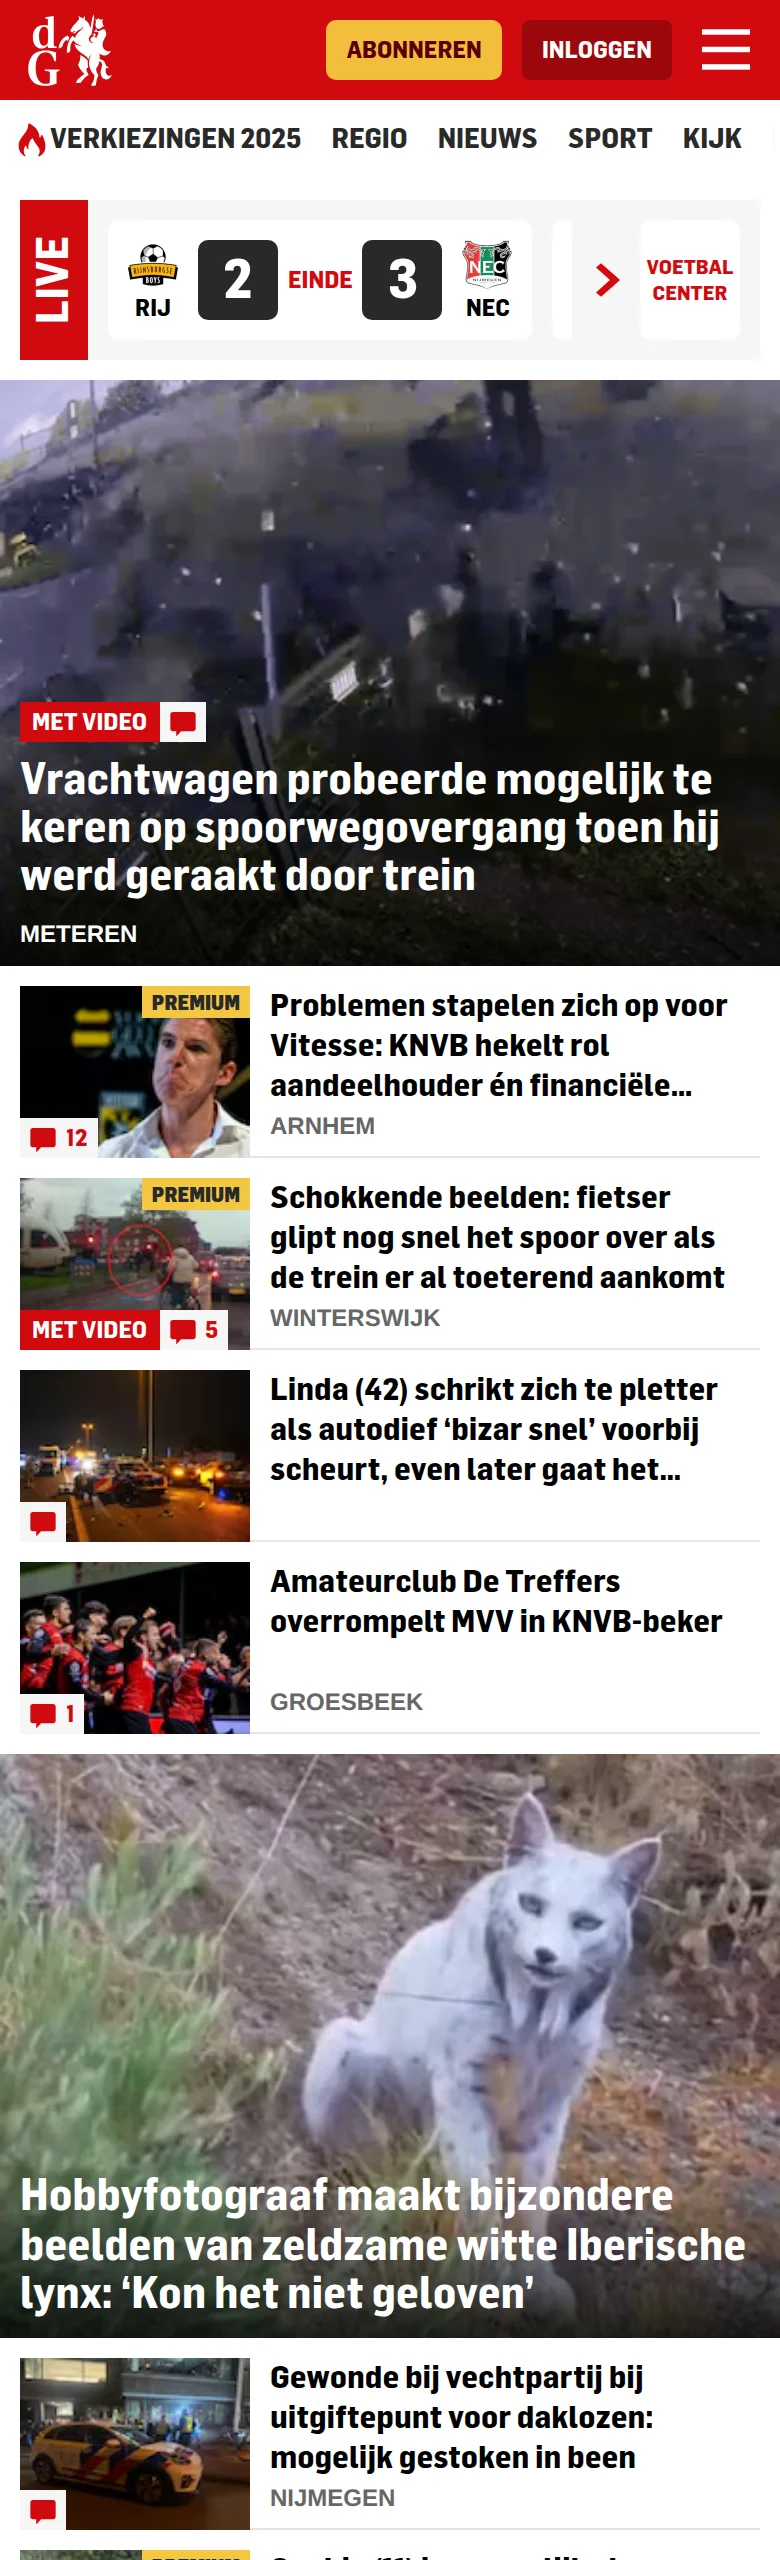 d
G
ABONNEREN
INLOGGEN
VERKIEZINGEN 2025
REGIO
NIEUWS
SPORT
KIJK
LIVE
RIJNSBURGSE
BOYS
RIJ
2
EINDE
3
NEC
NIJMEGEN
NEC
VOETBAL
CENTER
MET VIDEO
Vrachtwagen probeerde mogelijk te
keren op spoorwegovergang toen hij
werd geraakt door trein
METEREN
PREMIUM
12
Problemen stapelen zich op voor
Vitesse: KNVB hekelt rol
aandeelhouder én financiële...
ARNHEM
PREMIUM
MET VIDEO
5
Schokkende beelden: fietser
glipt nog snel het spoor over als
de trein er al toeterend aankomt
WINTERSWIJK
Linda (42) schrikt zich te pletter
als autodief ‘bizar snel’ voorbij
scheurt, even later gaat het...
1
Amateurclub De Treffers
overrompelt MVV in KNVB-beker
GROESBEEK
Hobbyfotograaf maakt bijzondere
beelden van zeldzame witte Iberische
lynx: ‘Kon het niet geloven’
Gewonde bij vechtpartij bij
uitgiftepunt voor daklozen:
mogelijk gestoken in been
NIJMEGEN